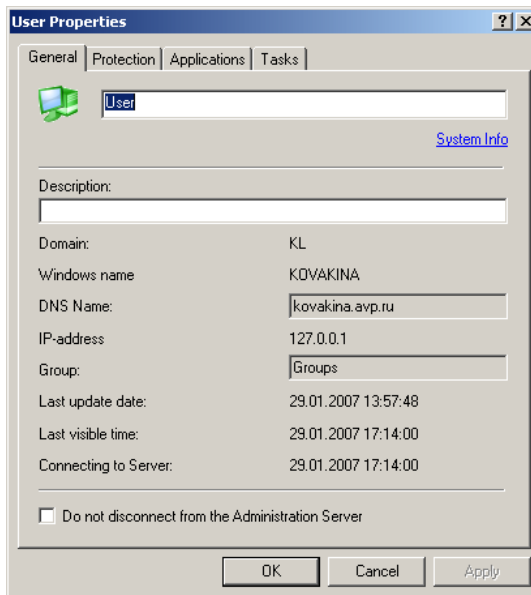 User Properties
General Protection Applications Tasks
User
System Info
Description:
Domain: KL
Windows name KOVAKINA
DNS Name: kovakina.avp.ru
IP-address 127.0.0.1
Group: Groups
Last update date: 29.01.2007 13:57:48
Last visible time: 29.01.2007 17:14:00
Connecting to Server: 29.01.2007 17:14:00
Do not disconnect from the Administration Server
OK Cancel Apply